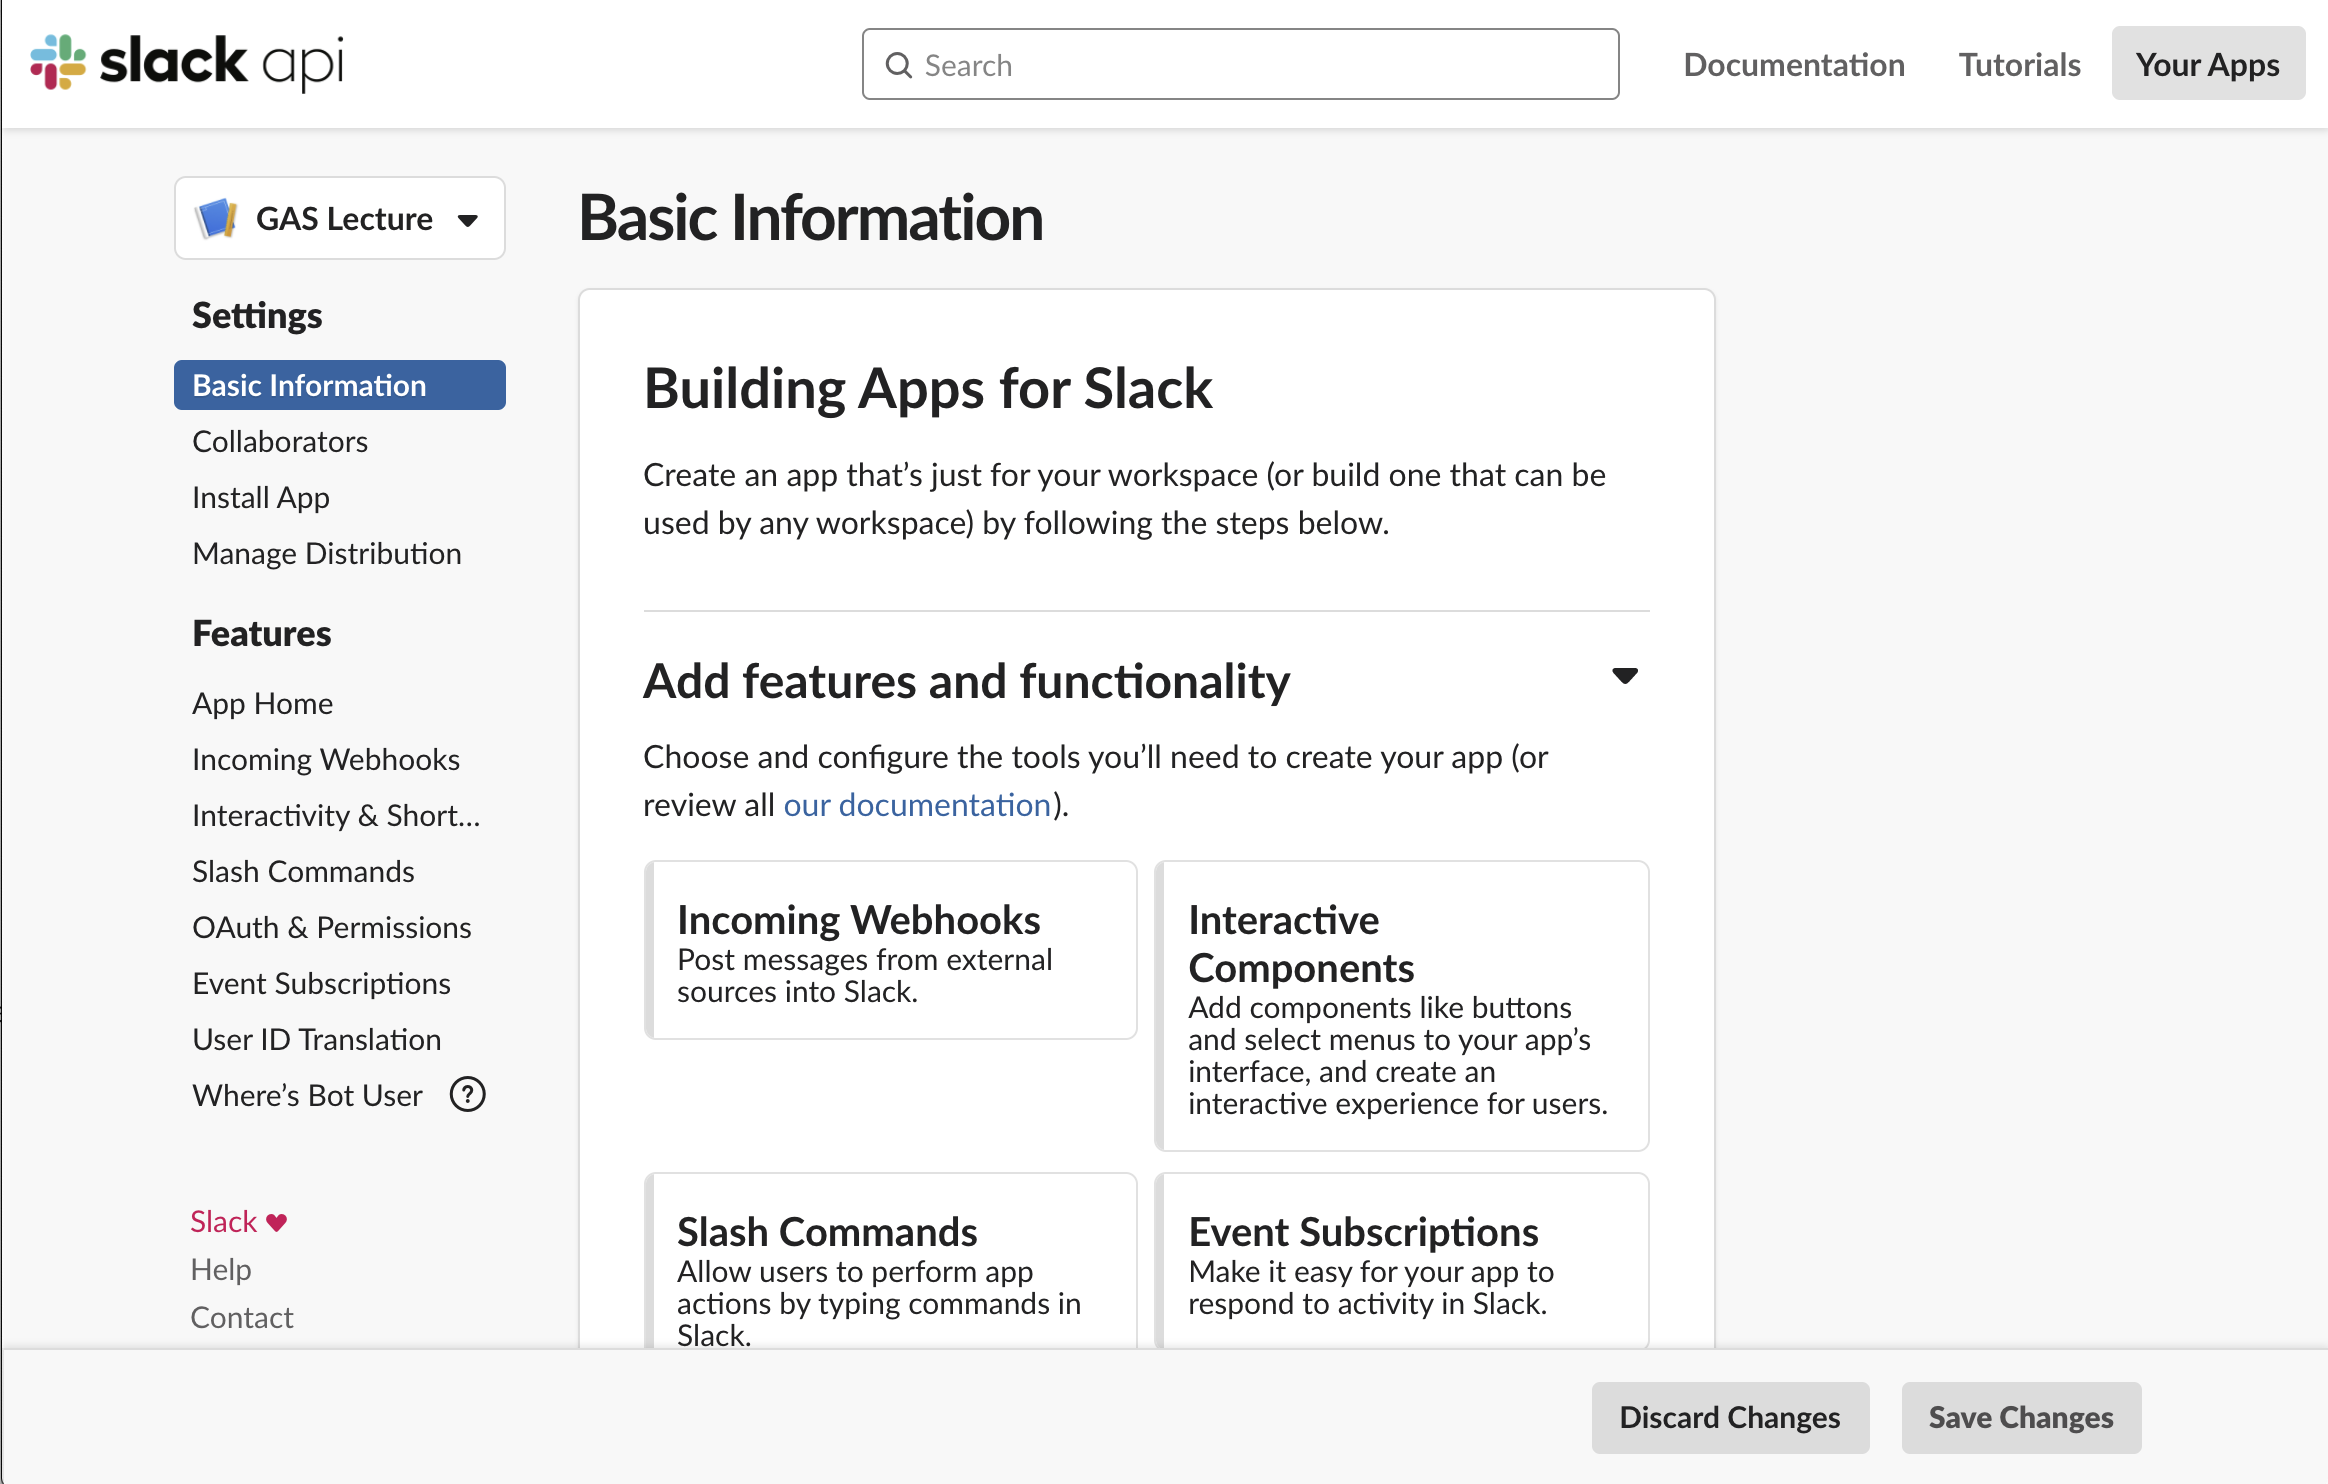 slack api
Search
Documentation
Tutorials
Your Apps
GAS Lecture
Settings
Basic Information
Collaborators
Install App
Manage Distribution
Features
App Home
Incoming Webhooks
Interactivity & Short...
Slash Commands
OAuth & Permissions
Event Subscriptions
User ID Translation
Where’s Bot User ?
Slack ♥
Help
Contact
Basic Information
Building Apps for Slack
Create an app that’s just for your workspace (or build one that can be
used by any workspace) by following the steps below.
Add features and functionality
Choose and configure the tools you’ll need to create your app (or
review all our documentation).
Incoming Webhooks
Post messages from external
sources into Slack.
Interactive
Components
Add components like buttons
and select menus to your app’s
interface, and create an
interactive experience for users.
Slash Commands
Allow users to perform app
actions by typing commands in
Slack.
Event Subscriptions
Make it easy for your app to
respond to activity in Slack.
Discard Changes
Save Changes